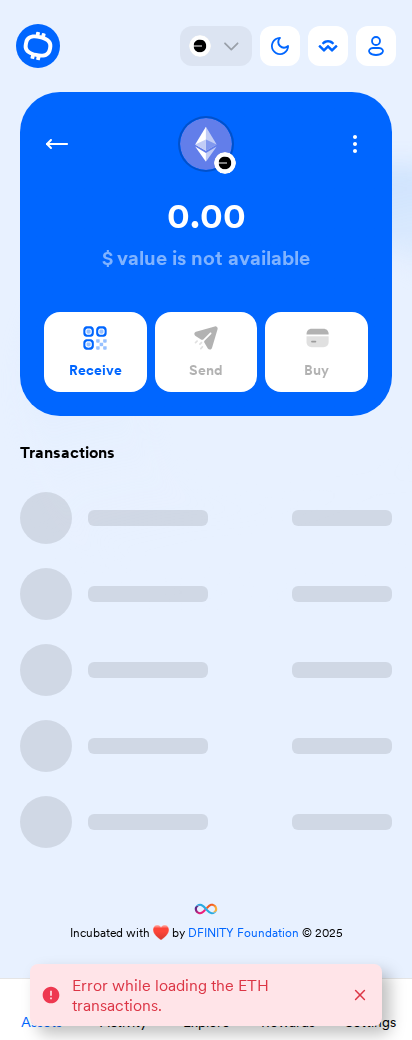 0.00
$ value is not available
Receive
Send
Buy
Transactions
Incubated with ❤️ by DFINITY Foundation © 2025
Error while loading the ETH
transactions.
Assets
Activity
Explore
Rewards
Settings